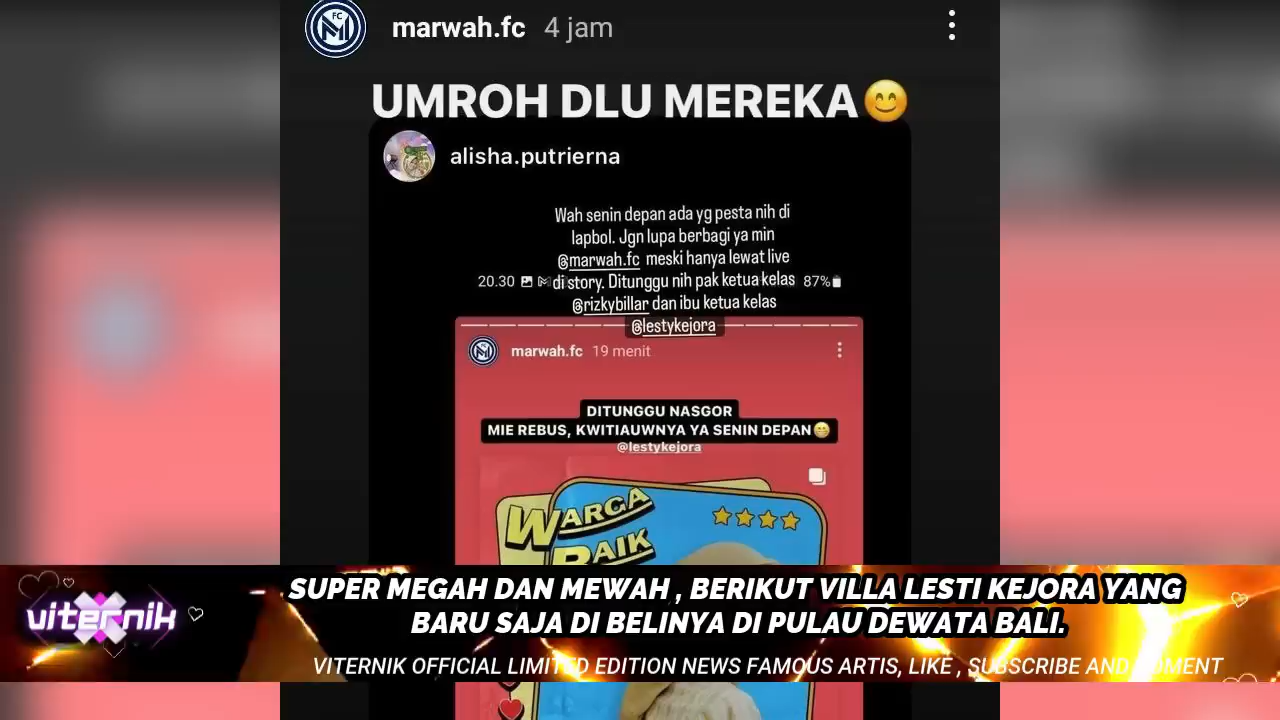 FC
marwah.fc 4 jam
UMROH DLU MEREKA😊
alisha.putrierna
Wah senin depan ada yg pesta nih di
lapbol. Jgn lupa berbagi ya min
@marwah.fc meski hanya lewat live
20.30 di story. Ditunggu nih pak ketua kelas 87%
@rizkybillar dan ibu ketua kelas
@lestykejora
marwah.fc 19 menit
DITUNGGU NASGOR
MIE REBUS, KWITIAUWNYA YA SENIN DEPAN😁
@lestykejora
WARGA
BAIK
SUPER MEGAH DAN MEWAH , BERIKUT VILLA LESTI KEJORA YANG
BARU SAJA DI BELINYA DI PULAU DEWATA BALI.
viternik
VITERNIK OFFICIAL LIMITED EDITION NEWS FAMOUS ARTIS, LIKE , SUBSCRIBE AND COMENT